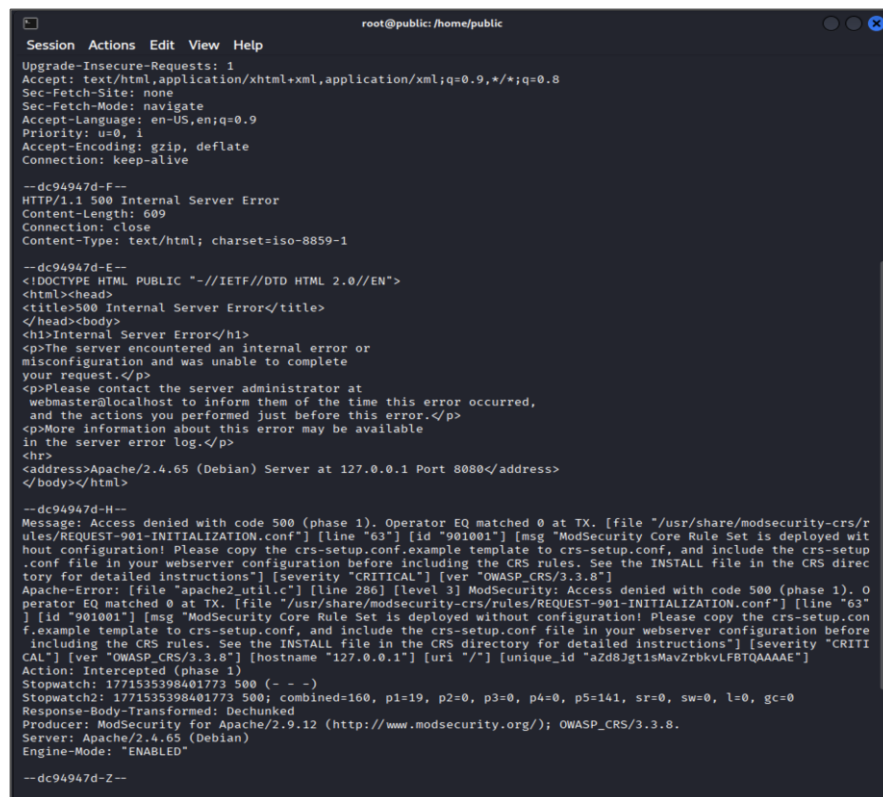 root@public: /home/public
Session Actions Edit View Help
Upgrade-Insecure-Requests: 1
Accept: text/html,application/xhtml+xml,application/xml;q=0.9,*/*;q=0.8
Sec-Fetch-Site: none
Sec-Fetch-Mode: navigate
Accept-Language: en-US,en;q=0.9
Priority: u=0, i
Accept-Encoding: gzip, deflate
Connection: keep-alive
--dc94947d-F--
HTTP/1.1 500 Internal Server Error
Content-Length: 609
Connection: close
Content-Type: text/html; charset=iso-8859-1
--dc94947d-E--
<!DOCTYPE HTML PUBLIC "-//IETF//DTD HTML 2.0//EN">
<html><head>
<title>500 Internal Server Error</title>
</head><body>
<h1>Internal Server Error</h1>
<p>The server encountered an internal error or
misconfiguration and was unable to complete
your request.</p>
<p>Please contact the server administrator at
webmaster@localhost to inform them of the time this error occurred,
and the actions you performed just before this error.</p>
<p>More information about this error may be available
in the server error log.</p>
<hr>
<address>Apache/2.4.65 (Debian) Server at 127.0.0.1 Port 8080</address>
</body></html>
--dc94947d-H--
Message: Access denied with code 500 (phase 1). Operator EQ matched 0 at TX. [file "/usr/share/modsecurity-crs/r
ules/REQUEST-901-INITIALIZATION.conf"] [line "63"] [id "901001"] [msg "ModSecurity Core Rule Set is deployed wit
hout configuration! Please copy the crs-setup.conf.example template to crs-setup.conf, and include the crs-setup
.conf file in your webserver configuration before including the CRS rules. See the INSTALL file in the CRS direc
tory for detailed instructions"] [severity "CRITICAL"] [ver "OWASP_CRS/3.3.8"]
Apache-Error: [file "apache2_util.c"] [line 286] [level 3] ModSecurity: Access denied with code 500 (phase 1). O
perator EQ matched 0 at TX. [file "/usr/share/modsecurity-crs/rules/REQUEST-901-INITIALIZATION.conf"] [line "63"
] [id "901001"] [msg "ModSecurity Core Rule Set is deployed without configuration! Please copy the crs-setup.con
f.example template to crs-setup.conf, and include the crs-setup.conf file in your webserver configuration before
including the CRS rules. See the INSTALL file in the CRS directory for detailed instructions"] [severity "CRITI
CAL"] [ver "OWASP_CRS/3.3.8"] [hostname "127.0.0.1"] [uri "/"] [unique_id "aZd8Jgt1sMavZrbkvLFBTQAAAAE"]
Action: Intercepted (phase 1)
Stopwatch: 1771535398401773 500 (- - -)
Stopwatch2: 1771535398401773 500; combined=160, p1=19, p2=0, p3=0, p4=0, p5=141, sr=0, sw=0, l=0, gc=0
Response-Body-Transformed: Dechunked
Producer: ModSecurity for Apache/2.9.12 (http://www.modsecurity.org/); OWASP_CRS/3.3.8.
Server: Apache/2.4.65 (Debian)
Engine-Mode: "ENABLED"
--dc94947d-Z--